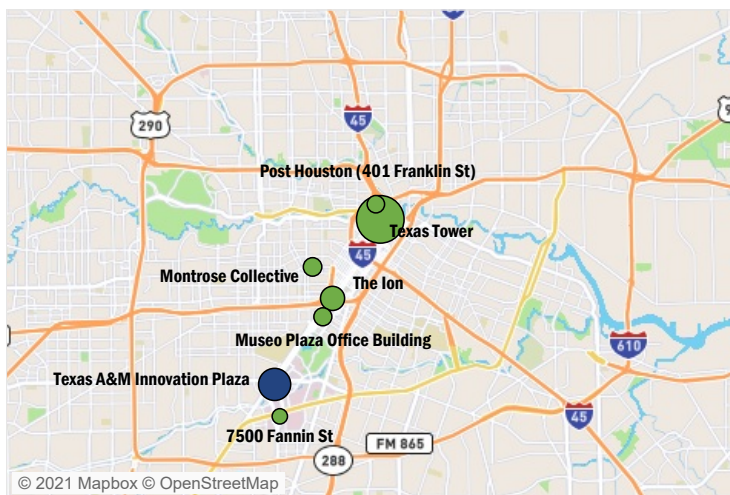 45
290
9
Post Houston (401 Franklin St)
Texas Tower
45
Montrose Collective
The Ion
Museo Plaza Office Building
610
Texas A&M Innovation Plaza
45
7500 Fannin St
FM 865
288
© 2021 Mapbox © OpenStreetMap